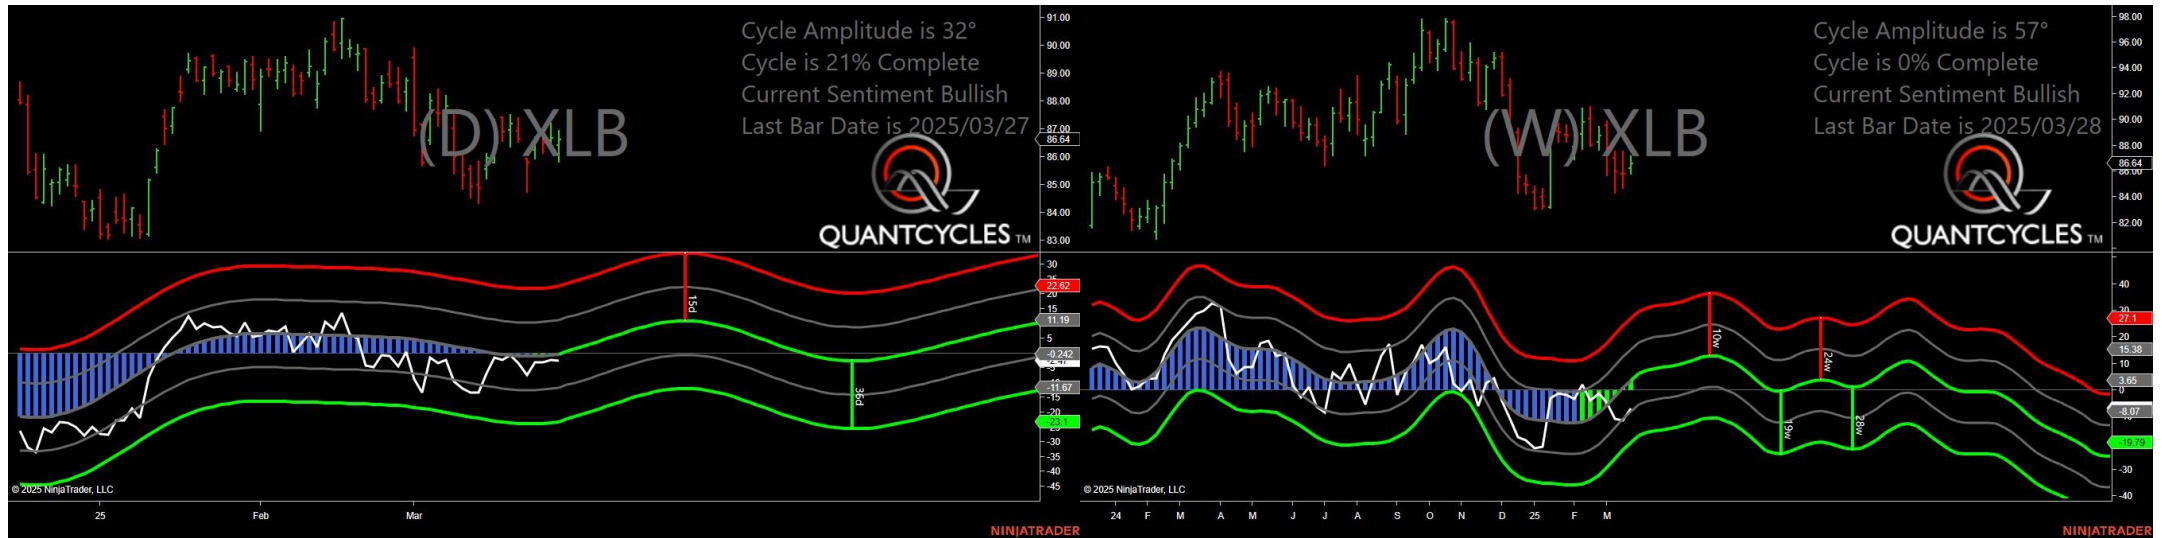 Cycle Amplitude is 32°
Cycle is 21% Complete
Current Sentiment Bullish
Last Bar Date is 2025/03/27
(D) XLB
QUANTCYCLES TM
91.00
90.00
89.00
88.00
87.00
86.64
86.00
85.00
84.00
83.00
15d
36d
30
22.62
15
11.19
5
-0.242
-11.67
-15
-20
-23.1
-30
-35
-40
-45
© 2025 NinjaTrader, LLC
25 Feb Mar
NINJATRADER
Cycle Amplitude is 57°
Cycle is 0% Complete
Current Sentiment Bullish
Last Bar Date is 2025/03/28
(W) XLB
QUANTCYCLES TM
98.00
96.00
94.00
92.00
90.00
88.00
86.64
86.00
84.00
82.00
10w
24w
19w
28w
40
30
27.1
20
15.38
10
3.65
0
-8.07
-19.79
-30
-40
© 2025 NinjaTrader, LLC
24 F M A M J J A S O N D 25 F M
NINJATRADER